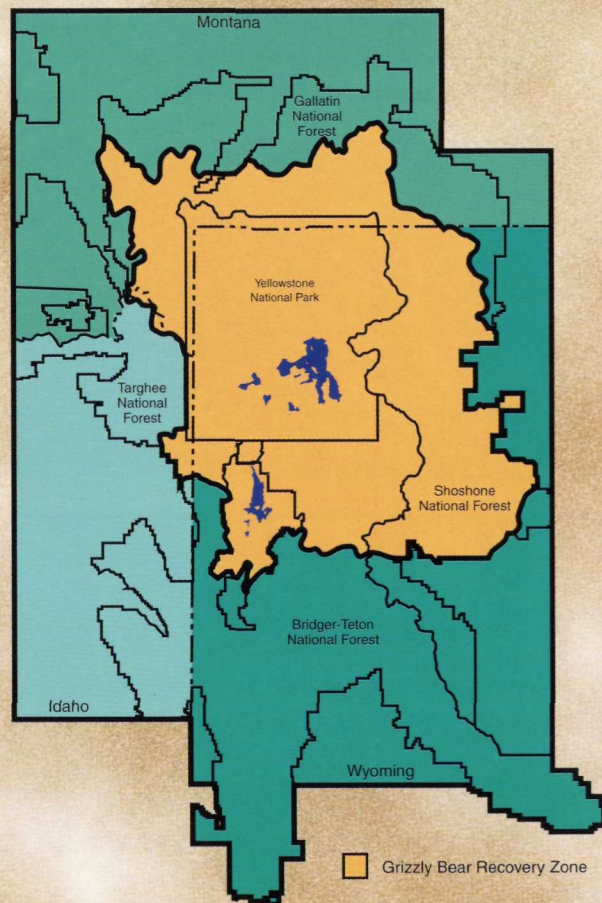 Montana
Gallatin
National
Forest
Yellowstone
National Park
Targhee
National
Forest
Shoshone
National Forest
Bridger-Teton
National Forest
Idaho
Wyoming
Grizzly Bear Recovery Zone